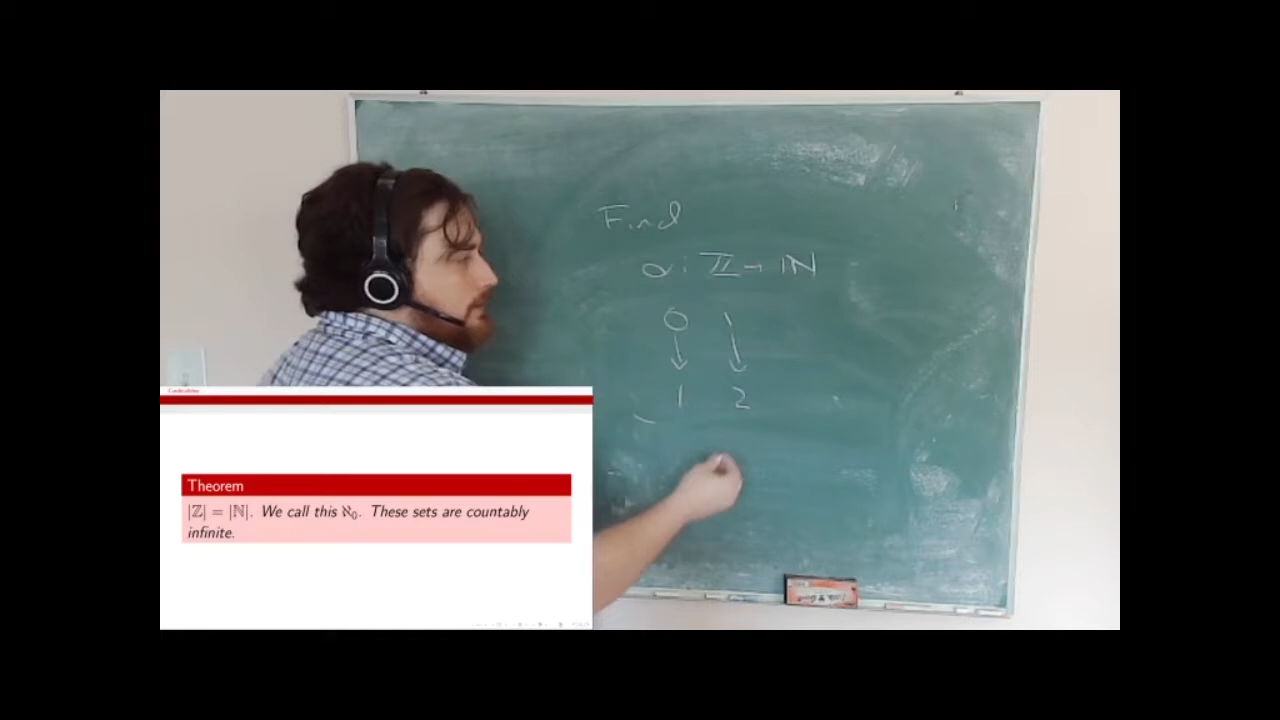 Find
α: ℤ → ℕ
0 1
↓ ↓
1 2
Theorem
|ℤ| = |ℕ|. We call this ℵ₀. These sets are countably
infinite.